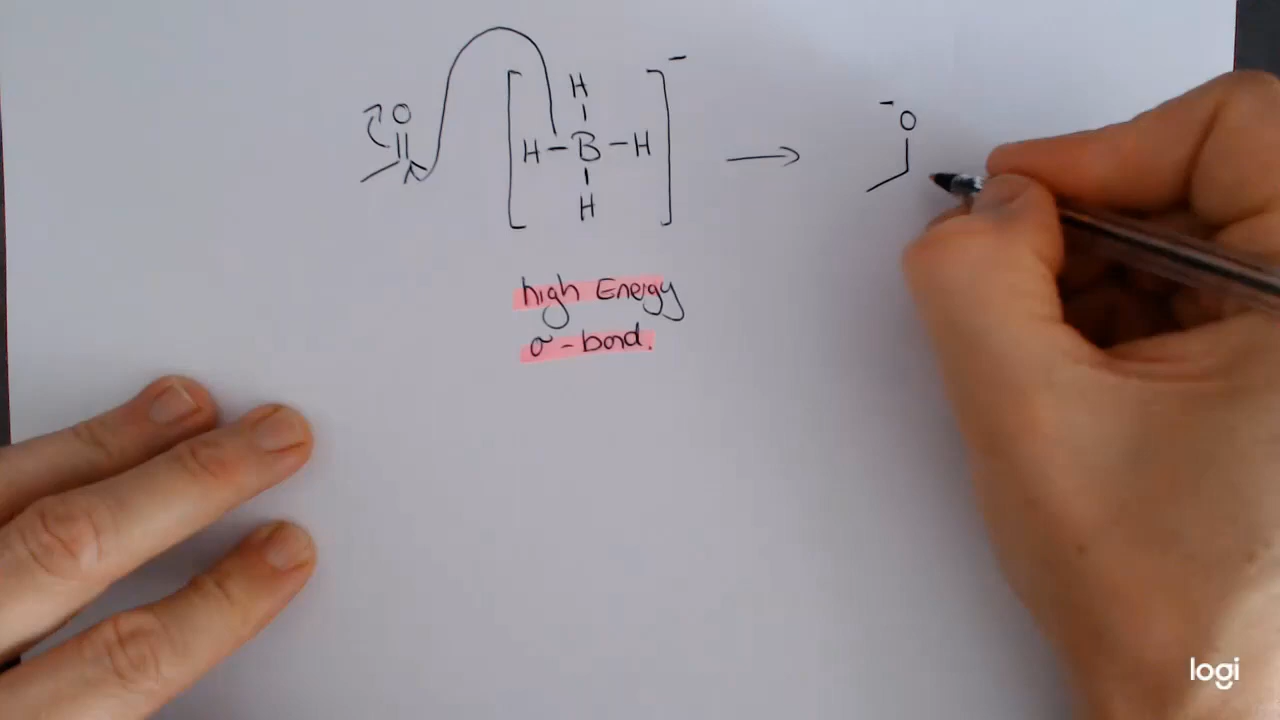 H
-
O
-
O
H-B-H
H
high Energy
σ-bond.
logi